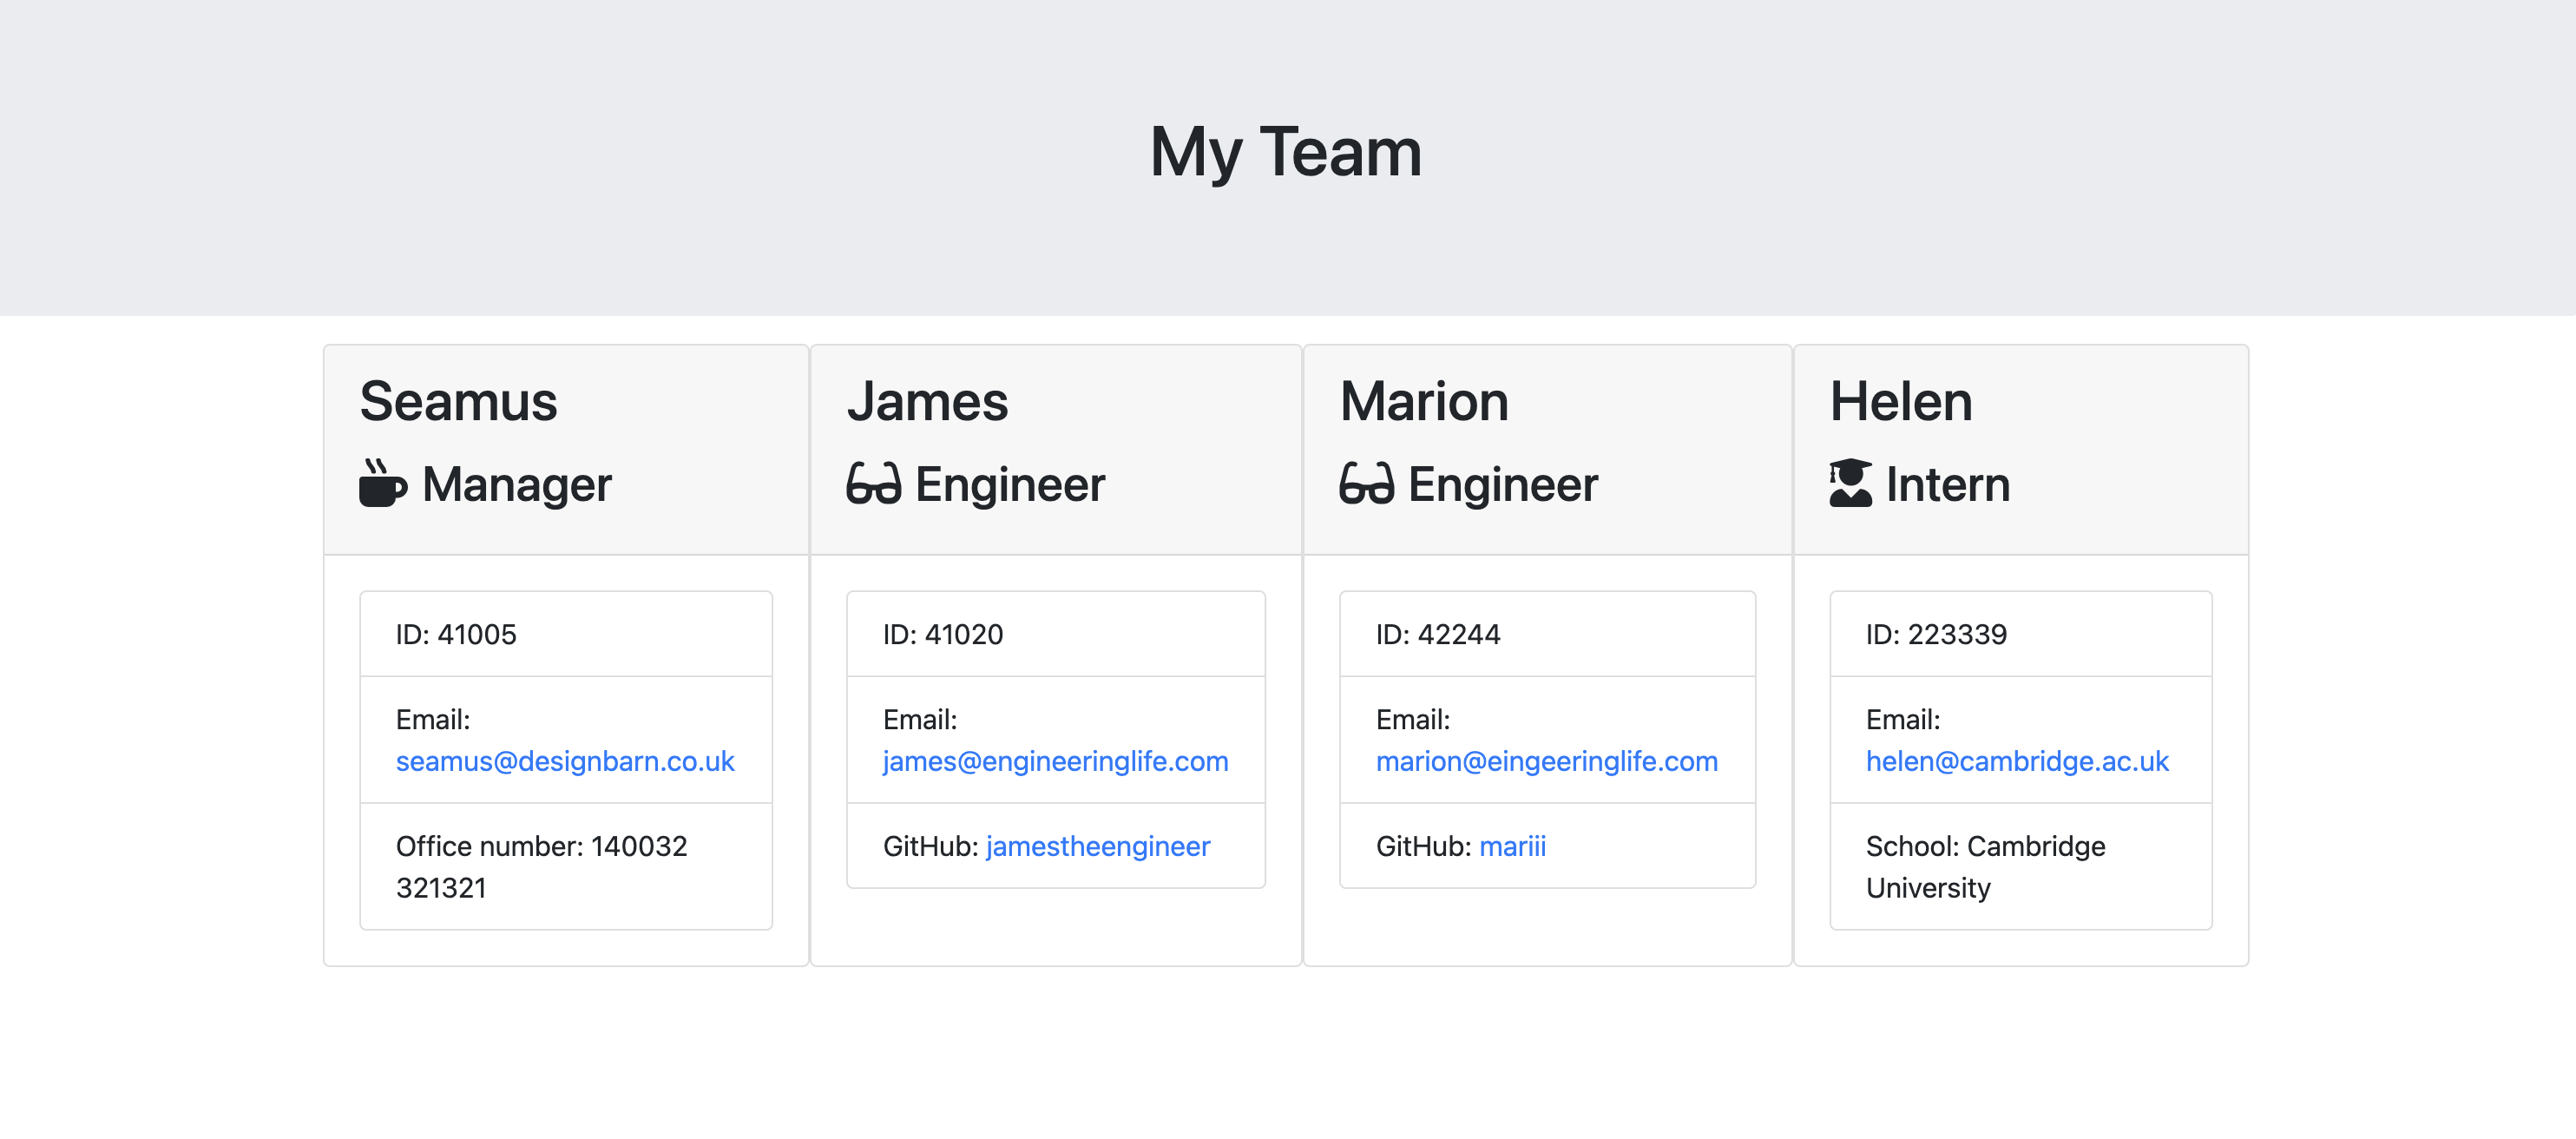 My Team
Seamus
Manager
ID: 41005
Email:
seamus@designbarn.co.uk
Office number: 140032
321321
James
Engineer
ID: 41020
Email:
james@engineeringlife.com
GitHub: jamestheengineer
Marion
Engineer
ID: 42244
Email:
marion@eingeeringlife.com
GitHub: mariii
Helen
Intern
ID: 223339
Email:
helen@cambridge.ac.uk
School: Cambridge
University